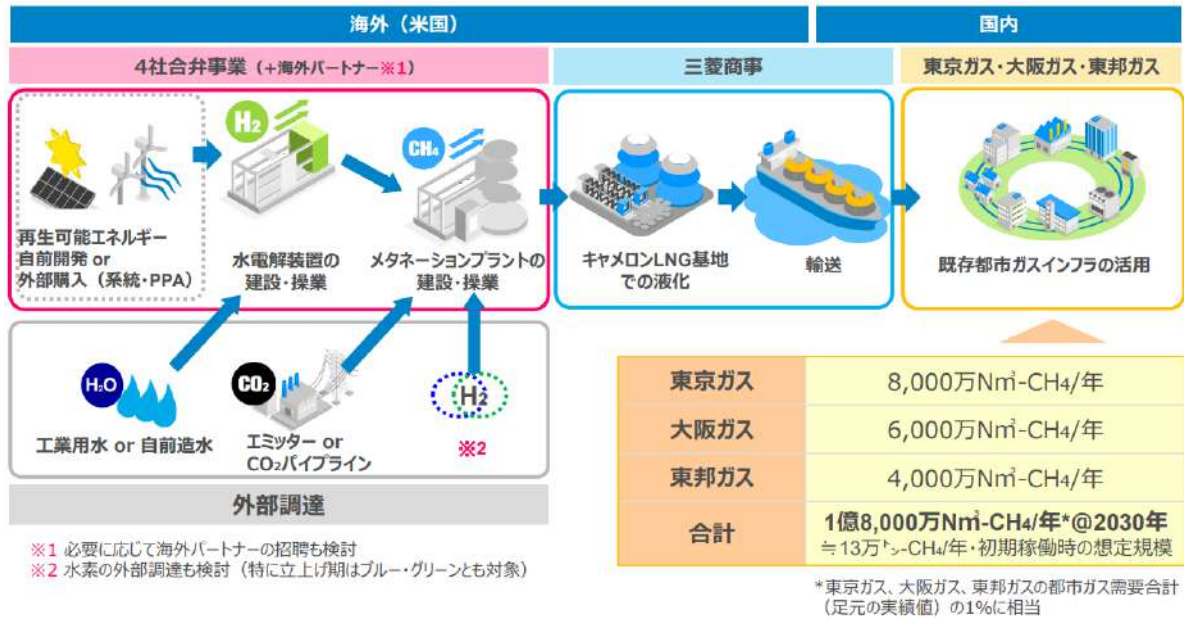 海外（米国）
国内
4社合弁事業（+海外パートナー※1）
三菱商事
東京ガス・大阪ガス・東邦ガス
H₂
CH₄
再生可能エネルギー
自前開発 or
外部購入（系統・PPA）
水電解装置の
建設・操業
メタネーションプラントの
建設・操業
キャメロンLNG基地
での液化
輸送
既存都市ガスインフラの活用
H₂O
CO₂
H₂
工業用水 or 自前造水
エミッター or
CO₂パイプライン
※2
外部調達
※1 必要に応じて海外パートナーの招聘も検討
※2 水素の外部調達も検討（特に立上げ期はブルー・グリーンとも対象）
東京ガス 8,000万N㎥-CH₄/年
大阪ガス 6,000万N㎥-CH₄/年
東邦ガス 4,000万N㎥-CH₄/年
合計 1億8,000万N㎥-CH₄/年*@2030年
≒13万㌧-CH₄/年・初期稼働時の想定規模
*東京ガス、大阪ガス、東邦ガスの都市ガス需要合計
（足元の実績値）の1%に相当